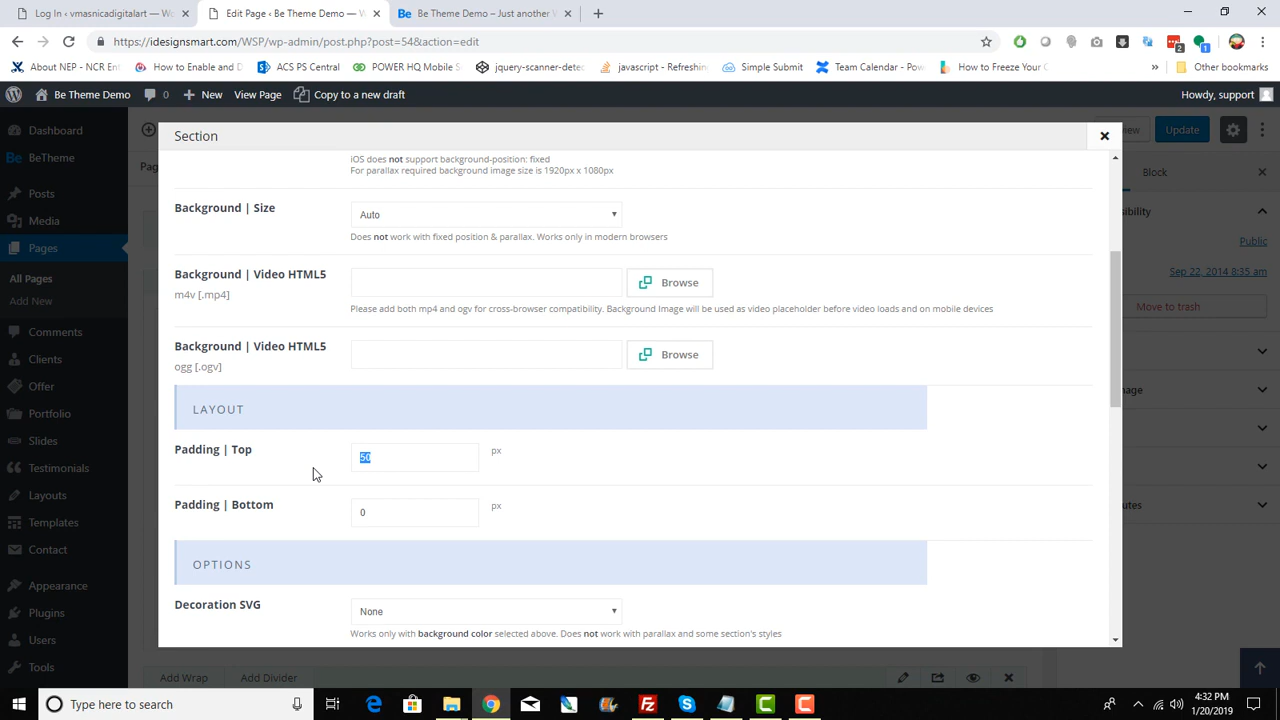 Log In ‹ vmasnicadigitalart — Wo
Edit Page ‹ Be Theme Demo — W
Be Theme Demo – Just another W
https://idesignsmart.com/WSP/wp-admin/post.php?post=54&action=edit
About NEP - NCR Ent
How to Enable and D
ACS PS Central
POWER HQ Mobile S
jquery-scanner-detec
javascript - Refreshin
Simple Submit
Team Calendar - Pow
How to Freeze Your C
»
Other bookmarks
Be Theme Demo
0
New
View Page
Copy to a new draft
Howdy, support
Dashboard
BeTheme
Posts
Media
Pages
All Pages
Add New
Comments
Clients
Offer
Portfolio
Slides
Testimonials
Layouts
Templates
Contact
Appearance
Plugins
Users
Tools
Update
Block
Public
Sep 22, 2014 8:35 am
Move to trash
Section
iOS does not support background-position: fixed
For parallax required background image size is 1920px x 1080px
Background | Size
Auto
Does not work with fixed position & parallax. Works only in modern browsers
Background | Video HTML5
m4v [.mp4]
Browse
Please add both mp4 and ogv for cross-browser compatibility. Background Image will be used as video placeholder before video loads and on mobile devices
Background | Video HTML5
ogg [.ogv]
Browse
LAYOUT
Padding | Top
50
px
Padding | Bottom
0
px
OPTIONS
Decoration SVG
None
Works only with background color selected above. Does not work with parallax and some section's styles
Add Wrap
Add Divider
Type here to search
4:32 PM
1/20/2019